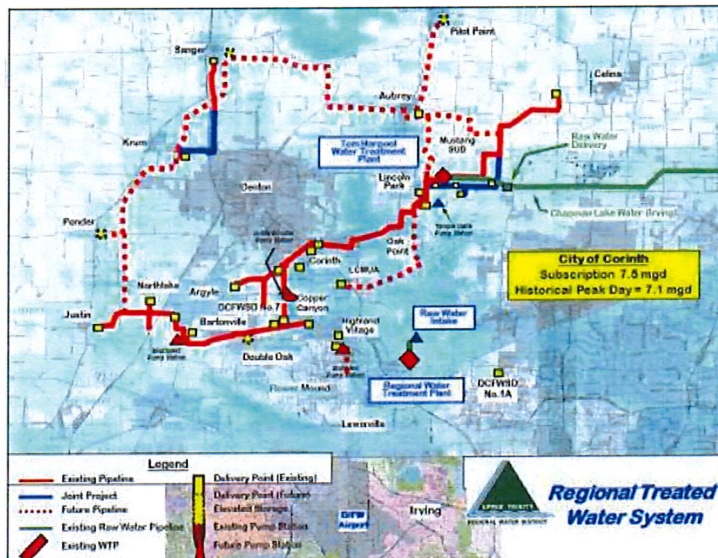 Sanger
Pilot Point
Celina
Aubrey
Krum
Tom Harpool
Water Treatment
Plant
Mustang
SUD
Raw Water
Delivery
Lincoln
Park
Denton
Chapman Lake Water (Irving)
Ponder
Oak
Point
City of Corinth
Subscription 7.5 mgd
Historical Peak Day = 7.1 mgd
Corinth
LCMUA
Northlake
Argyle
DCFWSD No.7
Copper
Canyon
Justin
Bartonville
Highland
Village
Raw Water
Intake
Double Oak
Flower Mound
Regional Water
Treatment Plant
DCFWSD
No.1A
Lewisville
Legend
Existing Pipeline
Joint Project
Future Pipeline
Existing Raw Water Pipeline
Existing WTP
Delivery Point (Existing)
Delivery Point (Future)
Elevated Storage
Existing Pump Station
Future Pump Station
DFW
Airport
Irving
UPPER TRINITY
REGIONAL WATER DISTRICT
Regional Treated
Water System